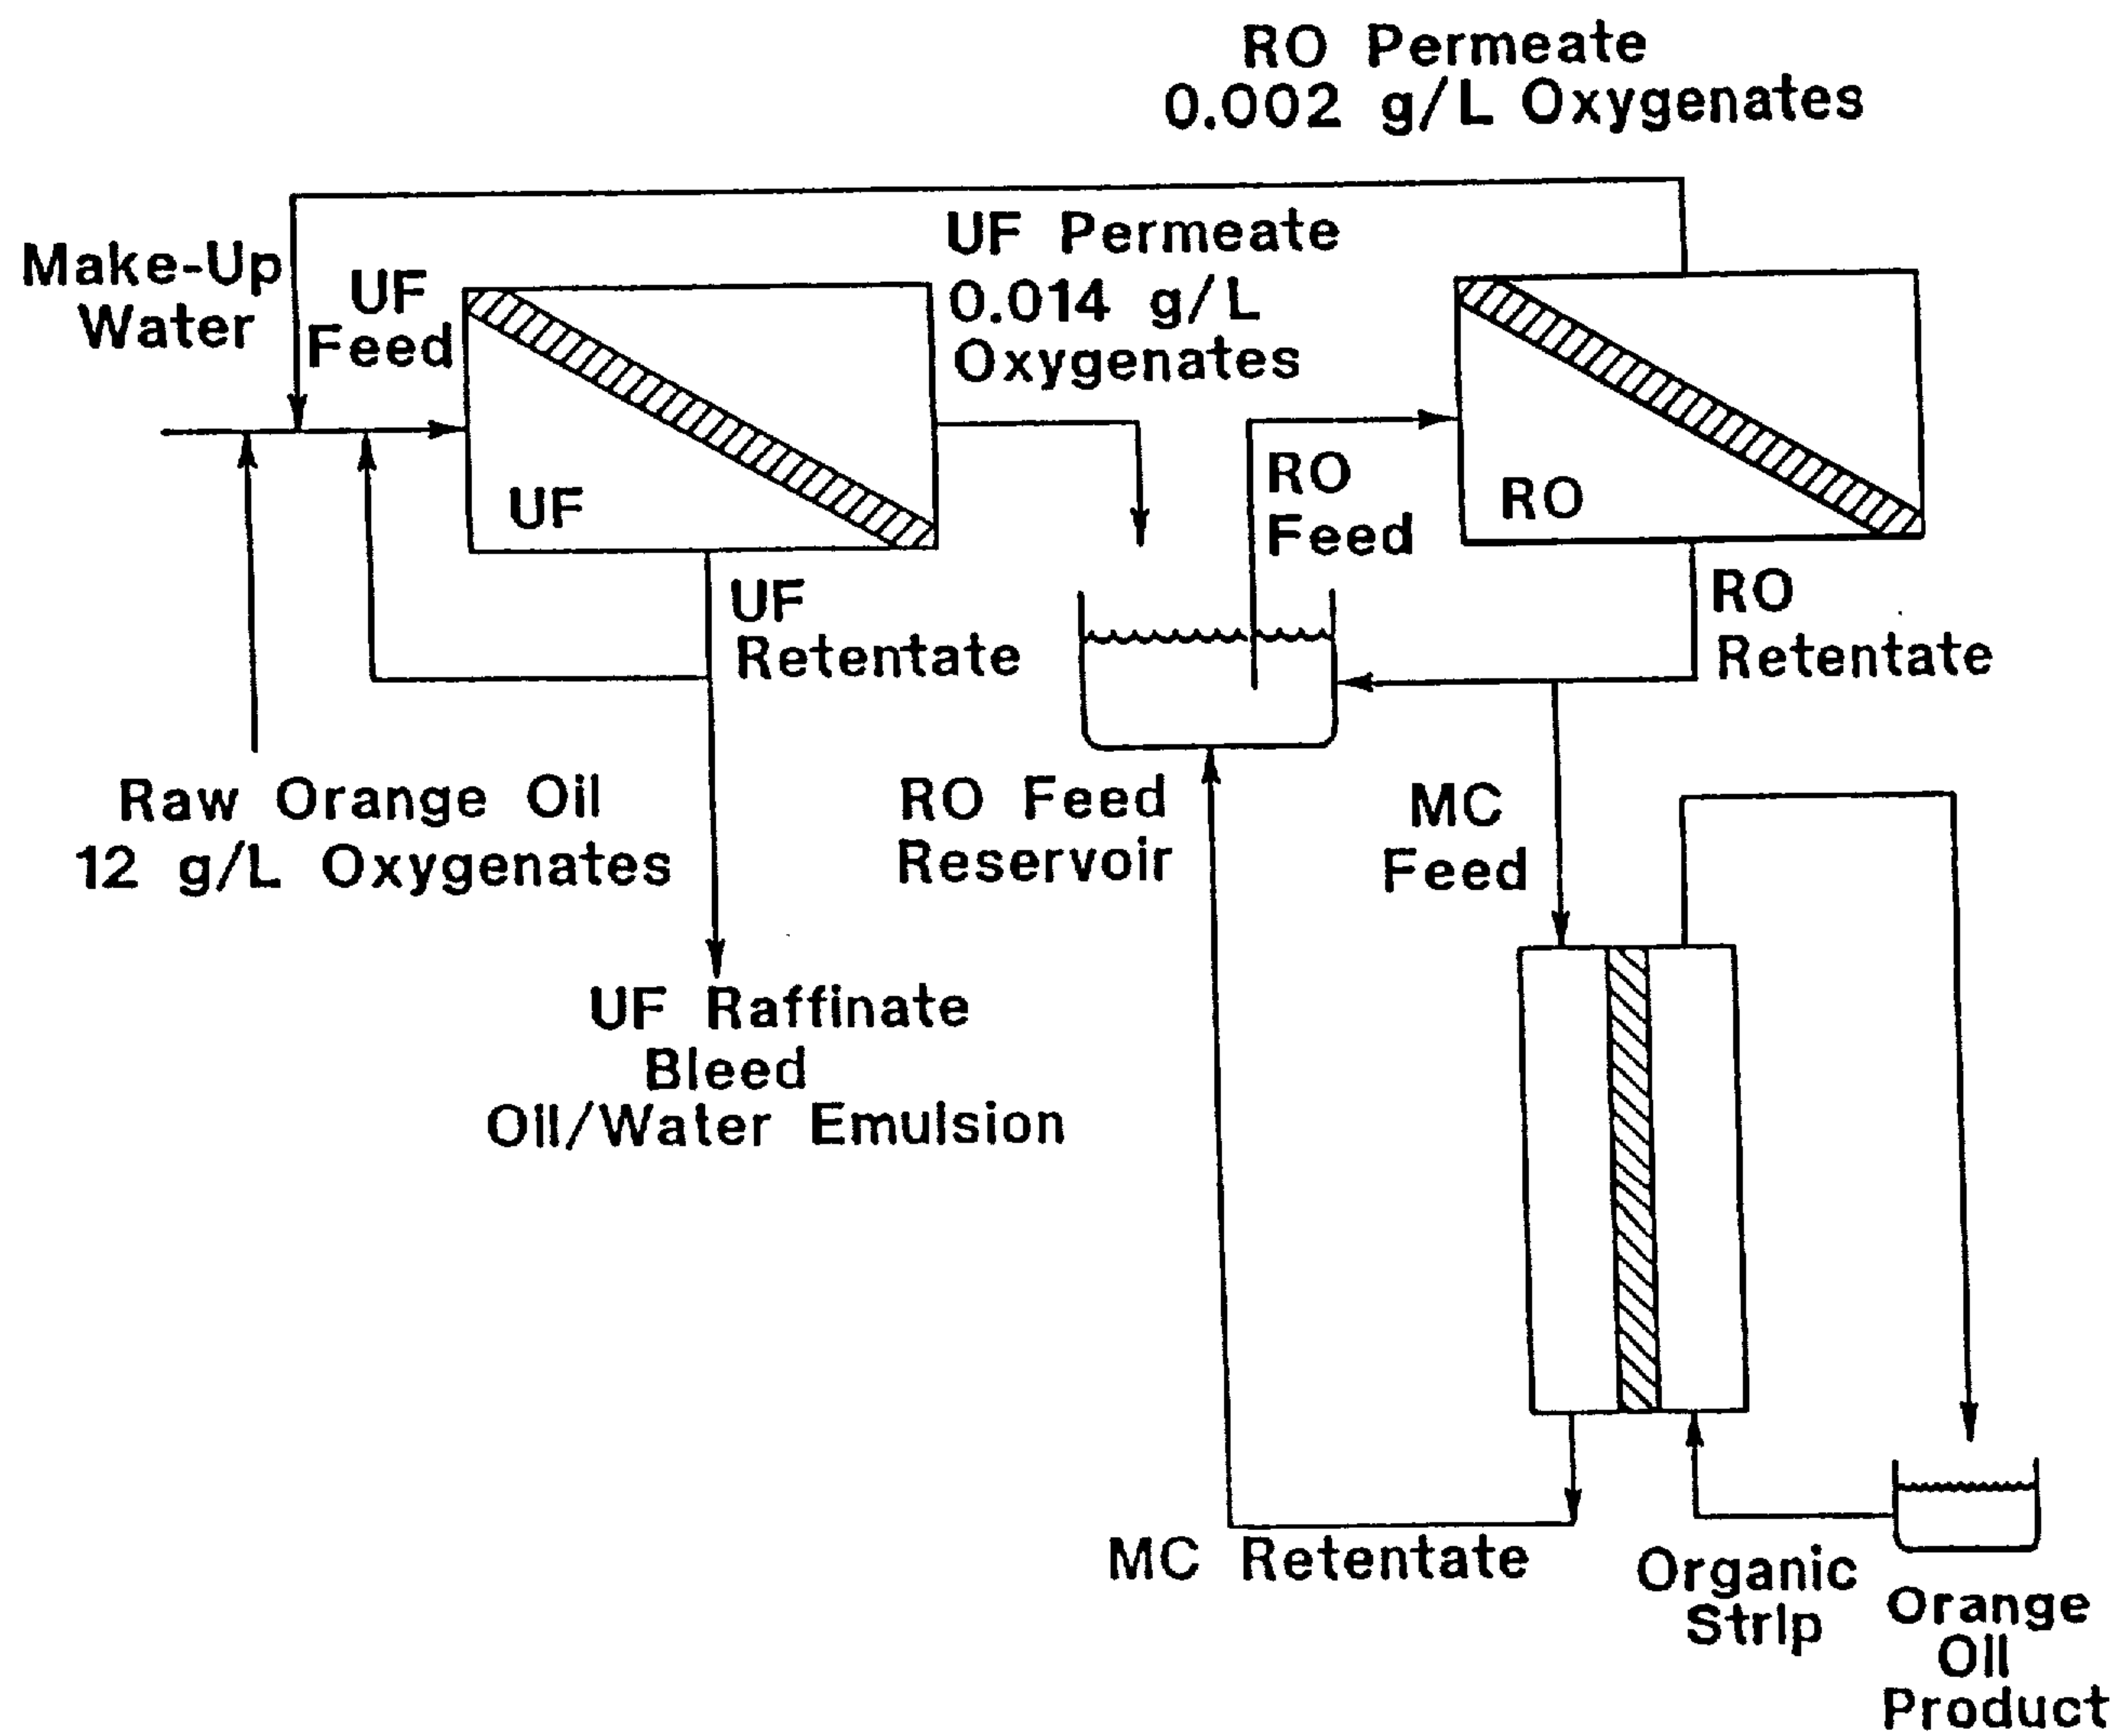 RO Permeate
0.002 g/L Oxygenates
Make-Up
Water
UF
Feed
UF Permeate
0.014 g/L
Oxygenates
UF
RO
Feed
RO
UF
Retentate
RO
Retentate
Raw Orange Oil
12 g/L Oxygenates
RO Feed
Reservoir
MC
Feed
UF Raffinate
Bleed
Oil/Water Emulsion
MC Retentate
Organic
Strip
Orange
Oil
Product